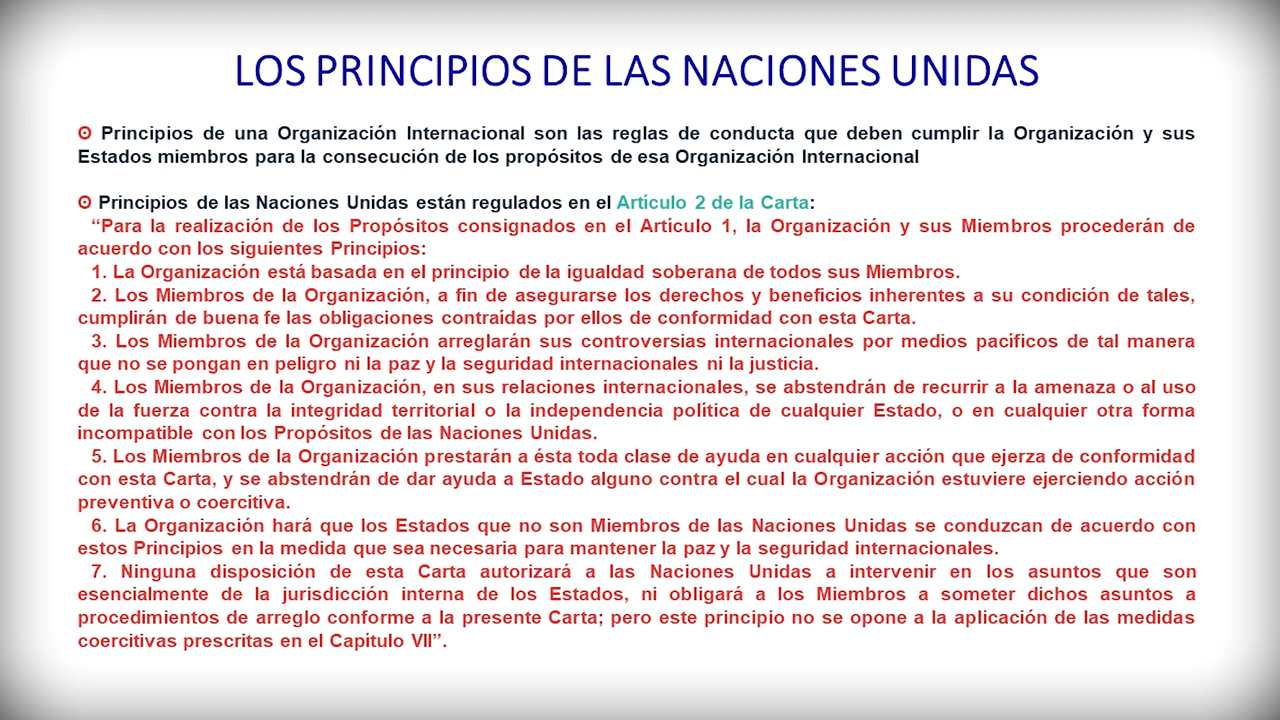 LOS PRINCIPIOS DE LAS NACIONES UNIDAS
ʘ Principios de una Organización Internacional son las reglas de conducta que deben cumplir la Organización y sus
Estados miembros para la consecución de los propósitos de esa Organización Internacional
ʘ Principios de las Naciones Unidas están regulados en el Artículo 2 de la Carta:
“Para la realización de los Propósitos consignados en el Artículo 1, la Organización y sus Miembros procederán de
acuerdo con los siguientes Principios:
1. La Organización está basada en el principio de la igualdad soberana de todos sus Miembros.
2. Los Miembros de la Organización, a fin de asegurarse los derechos y beneficios inherentes a su condición de tales,
cumplirán de buena fe las obligaciones contraidas por ellos de conformidad con esta Carta.
3. Los Miembros de la Organización arreglarán sus controversias internacionales por medios pacíficos de tal manera
que no se pongan en peligro ni la paz y la seguridad internacionales ni la justicia.
4. Los Miembros de la Organización, en sus relaciones internacionales, se abstendrán de recurrir a la amenaza o al uso
de la fuerza contra la integridad territorial o la independencia política de cualquier Estado, o en cualquier otra forma
incompatible con los Propósitos de las Naciones Unidas.
5. Los Miembros de la Organización prestarán a ésta toda clase de ayuda en cualquier acción que ejerza de conformidad
con esta Carta, y se abstendrán de dar ayuda a Estado alguno contra el cual la Organización estuviere ejerciendo acción
preventiva o coercitiva.
6. La Organización hará que los Estados que no son Miembros de las Naciones Unidas se conduzcan de acuerdo con
estos Principios en la medida que sea necesaria para mantener la paz y la seguridad internacionales.
7. Ninguna disposición de esta Carta autorizará a las Naciones Unidas a intervenir en los asuntos que son
esencialmente de la jurisdicción interna de los Estados, ni obligará a los Miembros a someter dichos asuntos a
procedimientos de arreglo conforme a la presente Carta; pero este principio no se opone a la aplicación de las medidas
coercitivas prescritas en el Capítulo VII”.